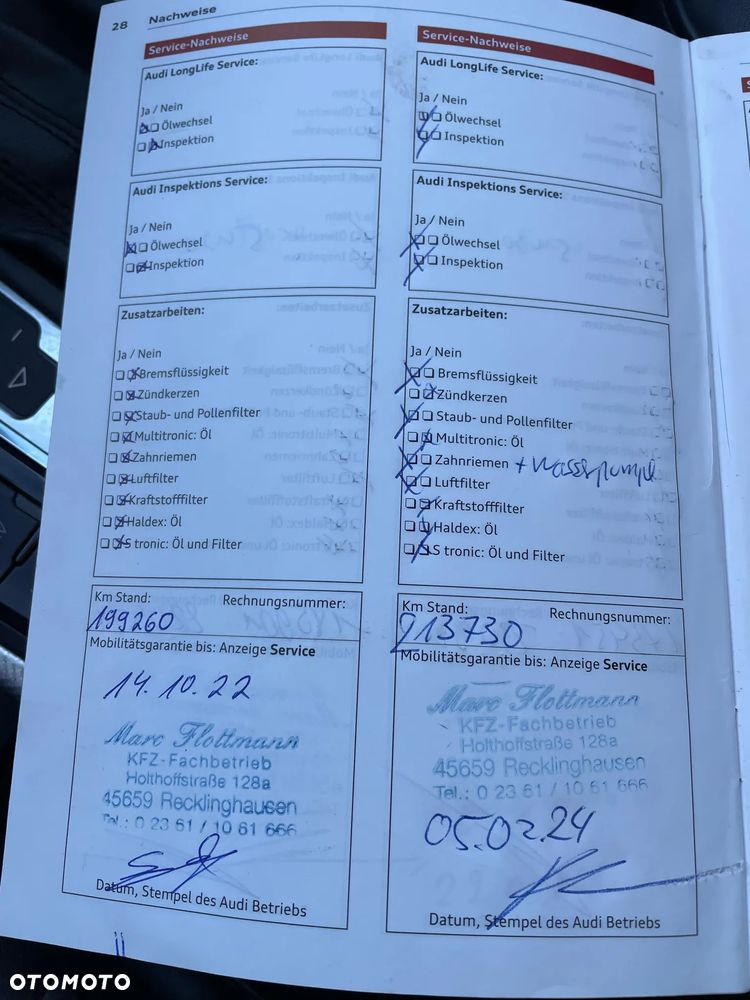 28 Nachweise
Service-Nachweise
Audi LongLife Service:
Ja / Nein
Ölwechsel
Inspektion
Audi Inspektions Service:
Ja / Nein
Ölwechsel
Inspektion
Zusatzarbeiten:
Ja / Nein
Bremsflüssigkeit
Zündkerzen
Staub- und Pollenfilter
Multitronic: Öl
Zahnriemen
Luftfilter
Kraftstofffilter
Haldex: Öl
S tronic: Öl und Filter
Km Stand: Rechnungsnummer:
199260
Mobilitätsgarantie bis: Anzeige Service
14.10.22
Marc Flottmann
KFZ-Fachbetrieb
Holthoffstraße 128a
45659 Recklinghausen
Tel.: 0 23 61 / 10 61 666
Datum, Stempel des Audi Betriebs
Service-Nachweise
Audi LongLife Service:
Ja / Nein
Ölwechsel
Inspektion
Audi Inspektions Service:
Ja / Nein
Ölwechsel
Inspektion
Zusatzarbeiten:
Ja / Nein
Bremsflüssigkeit
Zündkerzen
Staub- und Pollenfilter
Multitronic: Öl
Zahnriemen + Wasserpumpe
Luftfilter
Kraftstofffilter
Haldex: Öl
S tronic: Öl und Filter
Km Stand: Rechnungsnummer:
213730
Mobilitätsgarantie bis: Anzeige Service
Marc Flottmann
KFZ-Fachbetrieb
Holthoffstraße 128a
45659 Recklinghausen
Tel.: 0 23 61 / 10 61 666
05.02.24
Datum, Stempel des Audi Betriebs
OTOMOTO